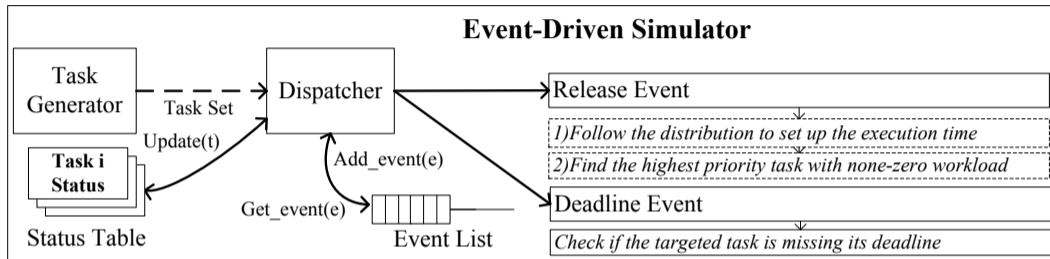 Event-Driven Simulator
Task
Generator
Task Set
Dispatcher
Update(t)
Task i
Status
Status Table
Add_event(e)
Get_event(e)
Event List
Release Event
1)Follow the distribution to set up the execution time
2)Find the highest priority task with none-zero workload
Deadline Event
Check if the targeted task is missing its deadline